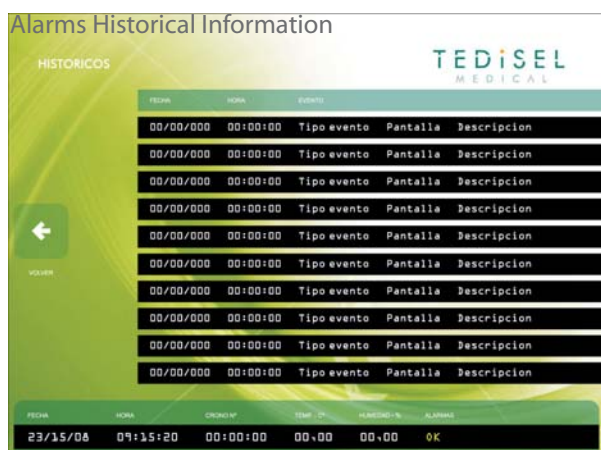 Alarms Historical Information
HISTORICOS
TEDiSEL
MEDICAL
FECHA HORA EVENTO
00/00/000 00:00:00 Tipo evento Pantalla Descripcion
00/00/000 00:00:00 Tipo evento Pantalla Descripcion
00/00/000 00:00:00 Tipo evento Pantalla Descripcion
00/00/000 00:00:00 Tipo evento Pantalla Descripcion
00/00/000 00:00:00 Tipo evento Pantalla Descripcion
00/00/000 00:00:00 Tipo evento Pantalla Descripcion
00/00/000 00:00:00 Tipo evento Pantalla Descripcion
00/00/000 00:00:00 Tipo evento Pantalla Descripcion
00/00/000 00:00:00 Tipo evento Pantalla Descripcion
00/00/000 00:00:00 Tipo evento Pantalla Descripcion
VOLVER
FECHA HORA CRONO Nº TEMP - Cº HUMEDAD - % ALARMAS
23/15/08 09:15:20 00:00:00 00,00 00,00 OK